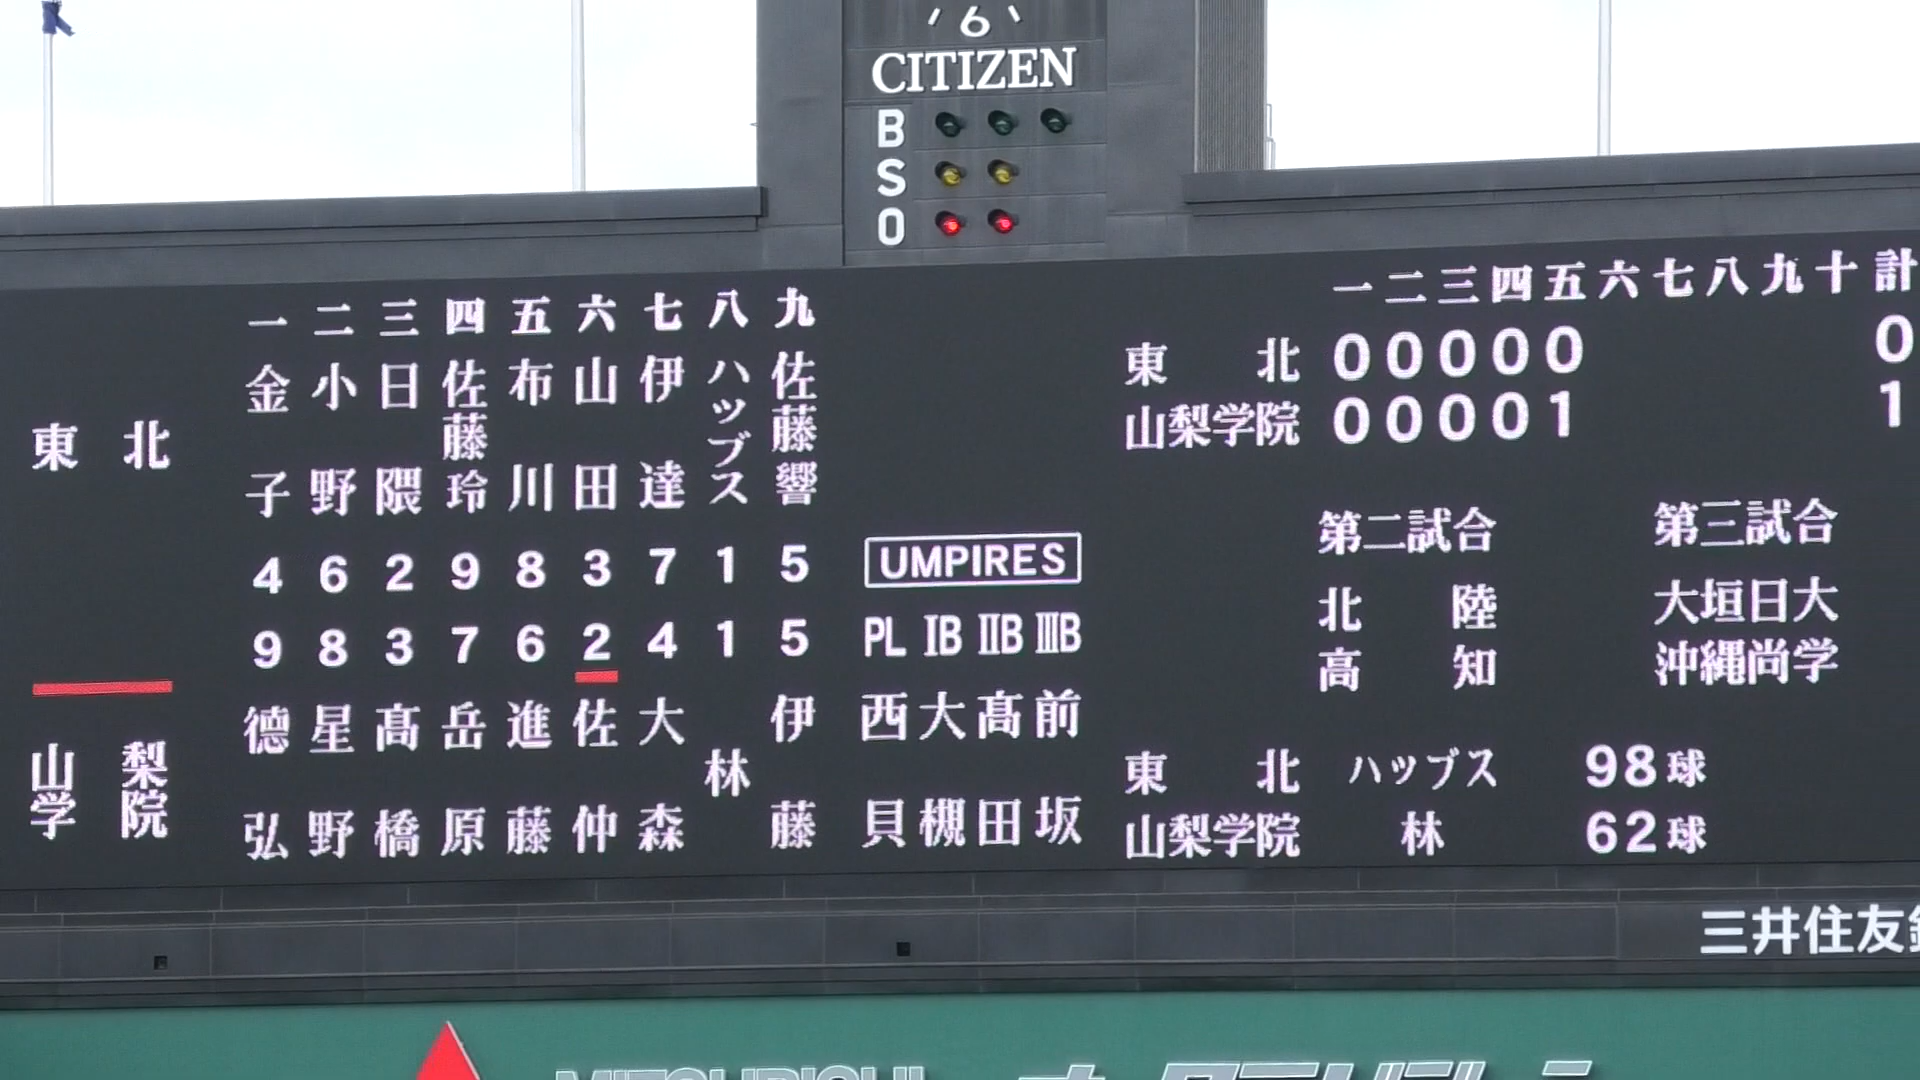 6
CITIZEN
B
S
O
一 二 三 四 五 六 七 八 九
東北
金子 小野 日隈 佐藤玲 布川 山田 伊達 ハッブス 佐藤響
4 6 2 9 8 3 7 1 5
9 8 3 7 6 2 4 1 5
山梨学院
德弘 星野 髙橋 岳原 進藤 佐仲 大森 林 伊藤
UMPIRES
PL ⅠB ⅡB ⅢB
西貝 大槻 髙田 前坂
一 二 三 四 五 六 七 八 九 十 計
東北 0 0 0 0 0 0
山梨学院 0 0 0 0 1 1
第二試合 第三試合
北陸 大垣日大
高知 沖縄尚学
東北 ハッブス 98球
山梨学院 林 62球
三井住友